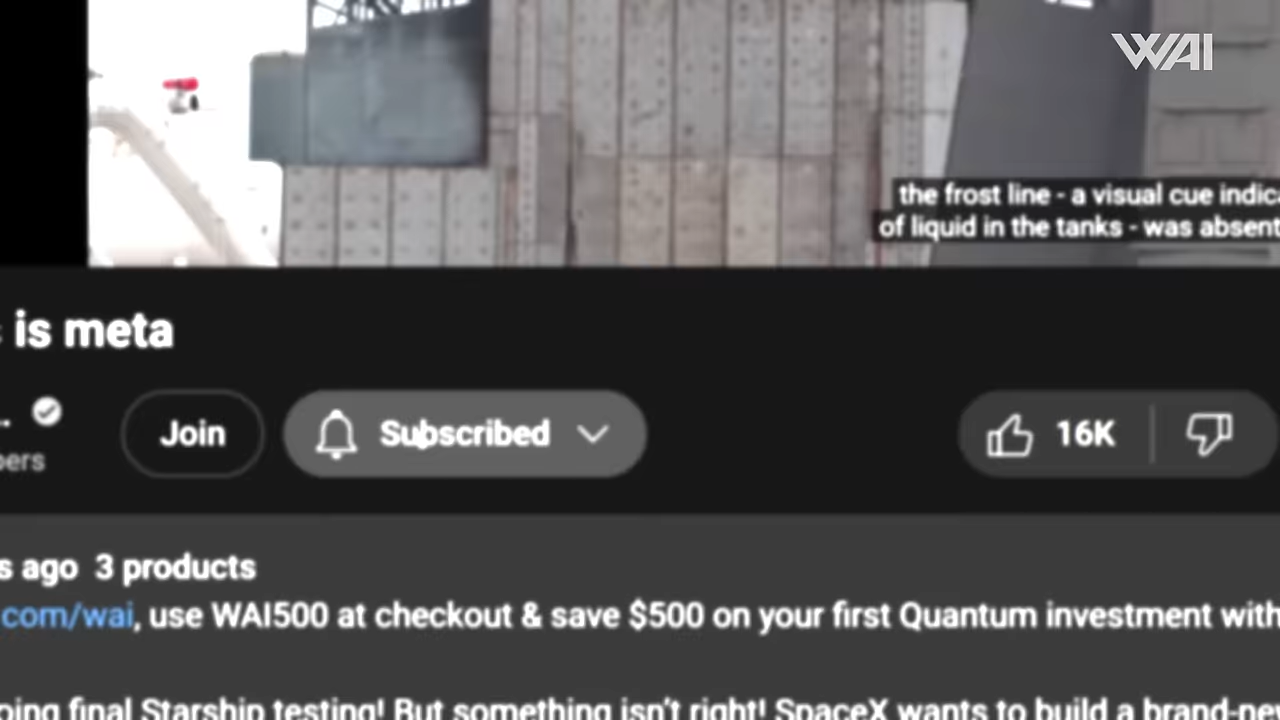 WAI
the frost line - a visual cue indic
of liquid in the tanks - was absent
is meta
Join
Subscribed
16K
pers
s ago 3 products
.com/wai, use WAI500 at checkout & save $500 on your first Quantum investment with
oing final Starship testing! But something isn't right! SpaceX wants to build a brand-new